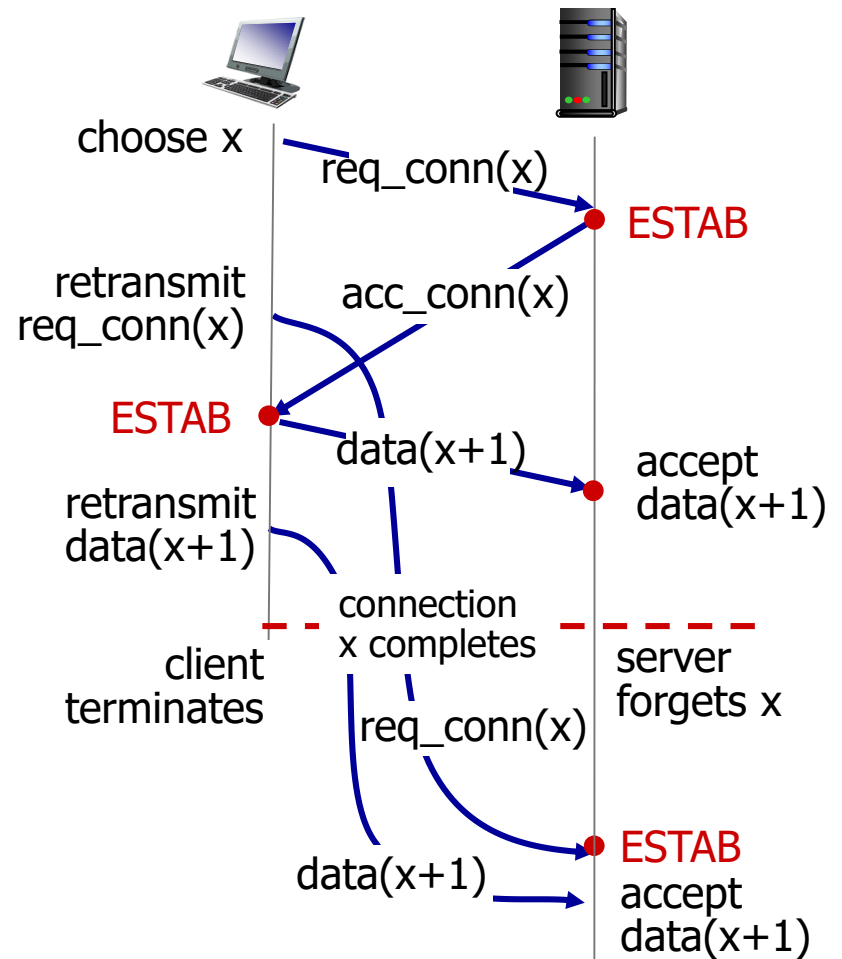 choose x
req_conn(x)
ESTAB
retransmit
req_conn(x)
acc_conn(x)
ESTAB
data(x+1)
accept
data(x+1)
retransmit
data(x+1)
connection
x completes
client
terminates
server
forgets x
req_conn(x)
ESTAB
data(x+1)
accept
data(x+1)